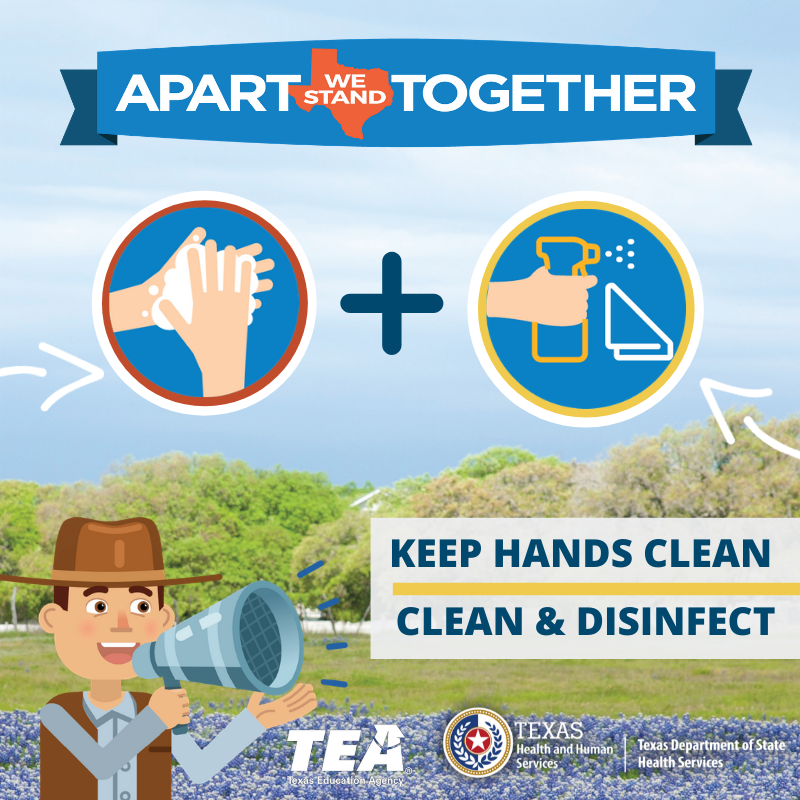 APART WE STAND TOGETHER
KEEP HANDS CLEAN
CLEAN & DISINFECT
TEA®
Texas Education Agency
TEXAS
Health and Human
Services
Texas Department of State
Health Services